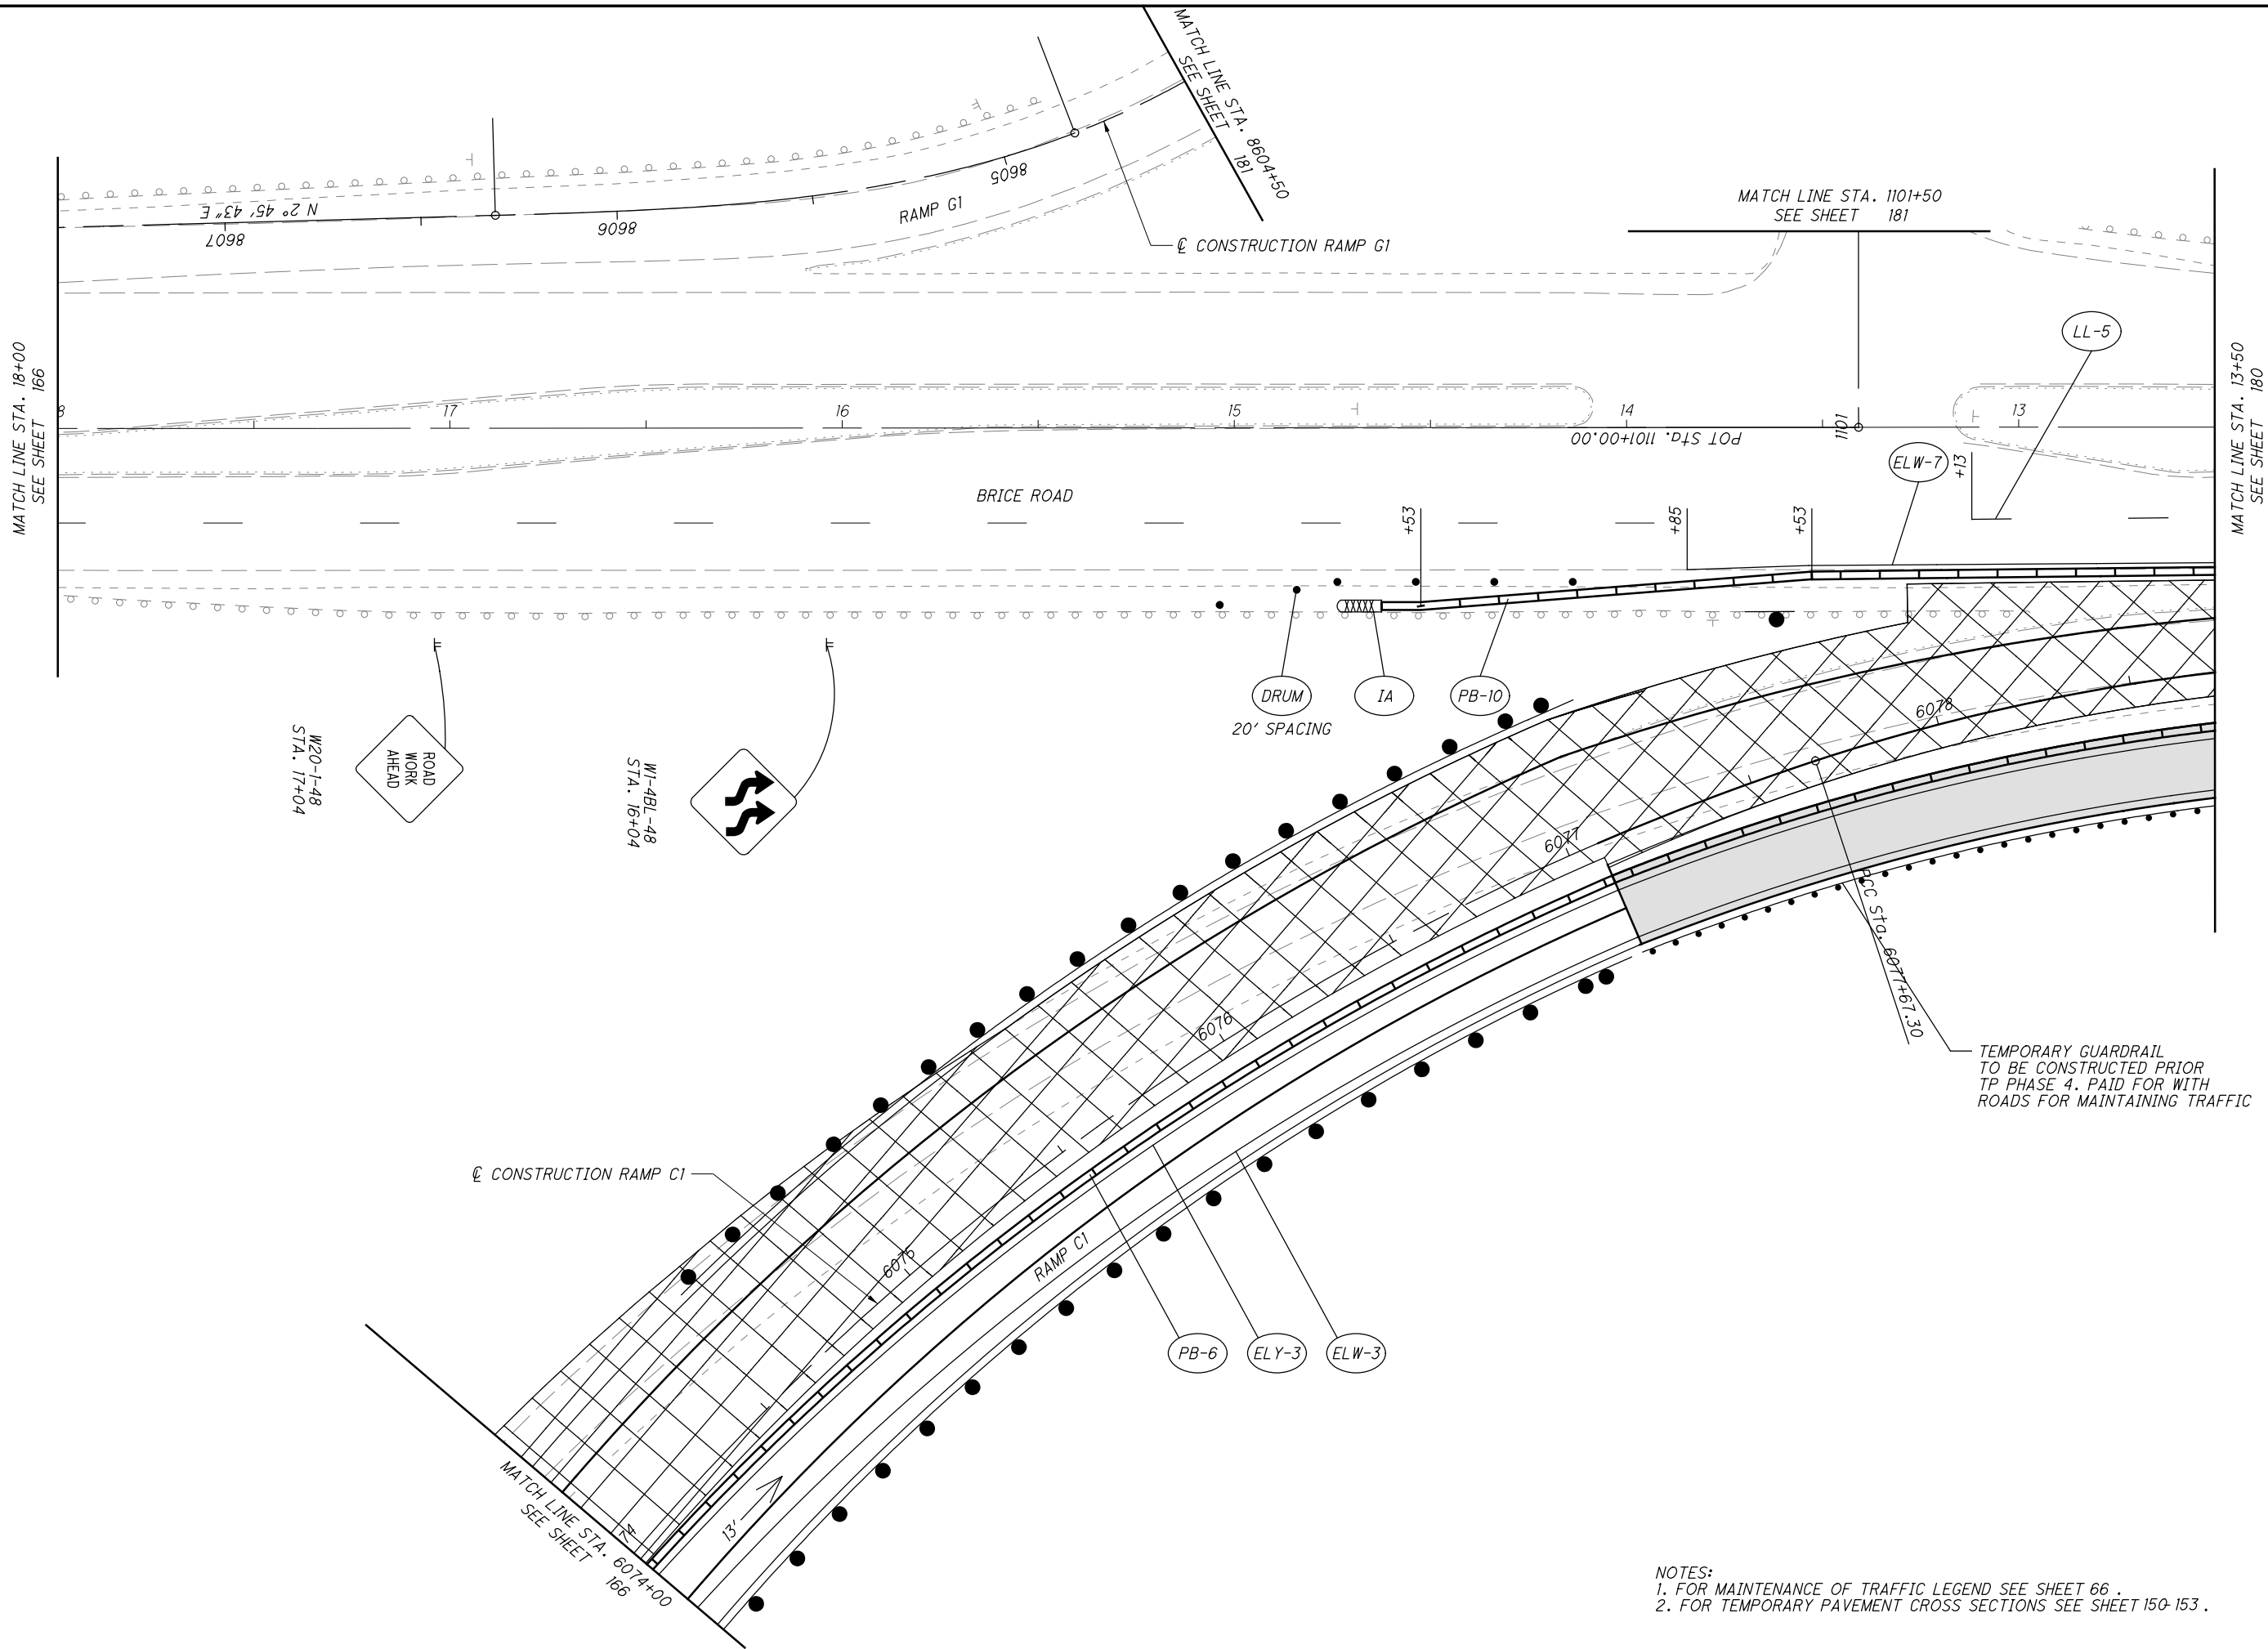 MATCH LINE STA. 8604+50
SEE SHEET 181
N 2° 45' 43" E
8607
8606
8605
RAMP G1
℄ CONSTRUCTION RAMP G1
MATCH LINE STA. 1101+50
SEE SHEET 181
MATCH LINE STA. 18+00
SEE SHEET 166
MATCH LINE STA. 13+50
SEE SHEET 180
LL-5
8
17
16
15
14
13
POT Sta. 1101+00.00
1101
BRICE ROAD
+53
+85
+53
ELW-7
+13
DRUM
20' SPACING
IA
PB-10
W20-1-48
STA. 17+04
ROAD
WORK
AHEAD
W1-4BL-48
STA. 16+04
6078
6077
6076
6075
74
PCC Sta. 6077+67.30
TEMPORARY GUARDRAIL
TO BE CONSTRUCTED PRIOR
TP PHASE 4. PAID FOR WITH
ROADS FOR MAINTAINING TRAFFIC
℄ CONSTRUCTION RAMP C1
RAMP C1
PB-6
ELY-3
ELW-3
13'
MATCH LINE STA. 6074+00
SEE SHEET 166
NOTES:
1. FOR MAINTENANCE OF TRAFFIC LEGEND SEE SHEET 66 .
2. FOR TEMPORARY PAVEMENT CROSS SECTIONS SEE SHEET 150-153 .